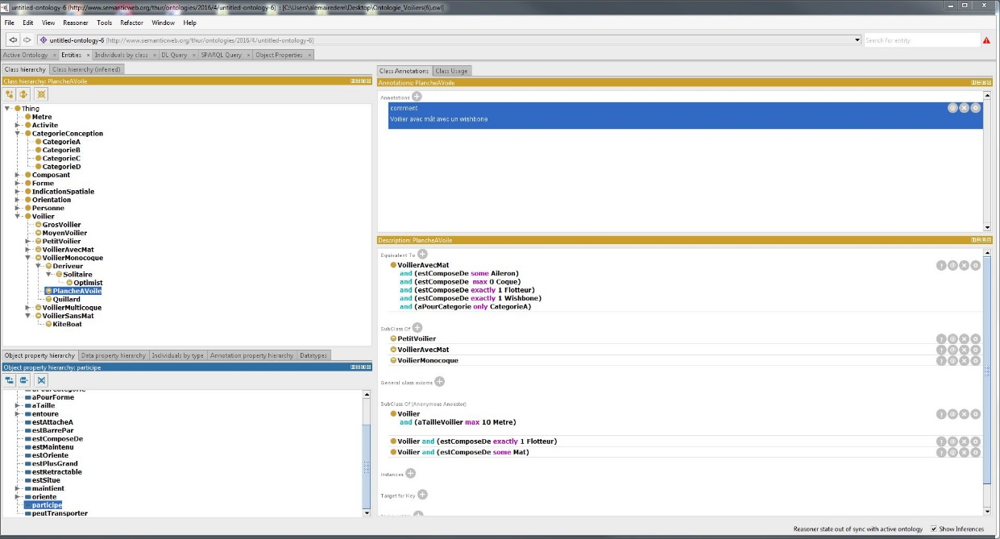 untitled-ontology-6 (http://www.semanticweb.org/thur/ontologies/2016/4/untitled-ontology-6) : [C:\Users\alemairedem\Desktop\Ontologie_Voiliers\6.owl]
File Edit View Reasoner Tools Refactor Window Help
untitled-ontology-6 (http://www.semanticweb.org/thur/ontologies/2016/4/untitled-ontology-6)
Search for entity
Active Ontology × Entities × Individuals by class × DL Query × SPARQL Query × Object Properties ×
Class hierarchy Class hierarchy (inferred)
Class hierarchy: PlancheAVoile
Thing
Metre
Activite
CategorieConception
CategorieA
CategorieB
CategorieC
CategorieD
Composant
Forme
IndicationSpatiale
Orientation
Personne
Voilier
GrosVoilier
MoyenVoilier
PetitVoilier
VoilierAvecMat
VoilierMonocoque
Deriveur
Solitaire
Optimist
PlancheAVoile
Quillard
VoilierMulticoque
VoilierSansMat
KiteBoat
Object property hierarchy Data property hierarchy Individuals by type Annotation property hierarchy Datatypes
Object property hierarchy: participe
aPourCategorie
aPourForme
aTaille
entoure
estAttacheA
estBarrePar
estComposeDe
estMaintenu
estOriente
estPlusGrand
estRetractable
estSitue
maintient
oriente
participe
peutTransporter
Class Annotations Class Usage
Annotations: PlancheAVoile
Annotations
comment
Voilier avec mât avec un wishbone
Description: PlancheAVoile
Equivalent To
VoilierAvecMat
and (estComposeDe some Aileron)
and (estComposeDe max 0 Coque)
and (estComposeDe exactly 1 Flotteur)
and (estComposeDe exactly 1 Wishbone)
and (aPourCategorie only CategorieA)
SubClass Of
PetitVoilier
VoilierAvecMat
VoilierMonocoque
General class axioms
SubClass Of (Anonymous Ancestor)
Voilier
and (aTailleVoilier max 10 Metre)
Voilier and (estComposeDe exactly 1 Flotteur)
Voilier and (estComposeDe some Mat)
Instances
Target for Key
Reasoner state out of sync with active ontology Show Inferences